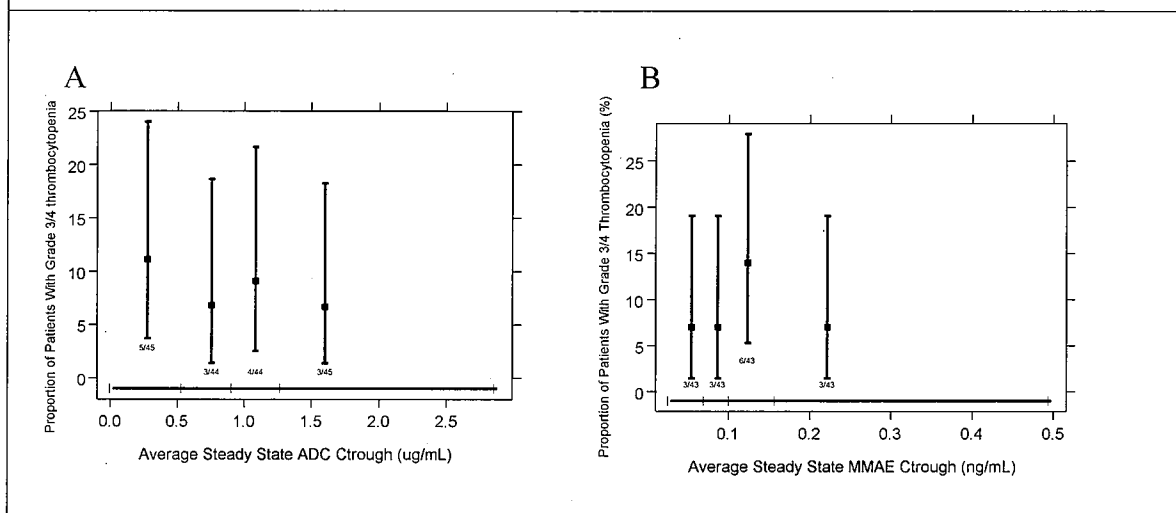 A
Proportion of Patients With Grade 3/4 thrombocytopenia
25
20
15
10
5
0
5/45
3/44
4/44
3/45
0.0 0.5 1.0 1.5 2.0 2.5
Average Steady State ADC Ctrough (ug/mL)
B
Proportion of Patients With Grade 3/4 Thrombocytopenia (%)
25
20
15
10
5
0
3/43
3/43
6/43
3/43
0.1 0.2 0.3 0.4 0.5
Average Steady State MMAE Ctrough (ng/mL)